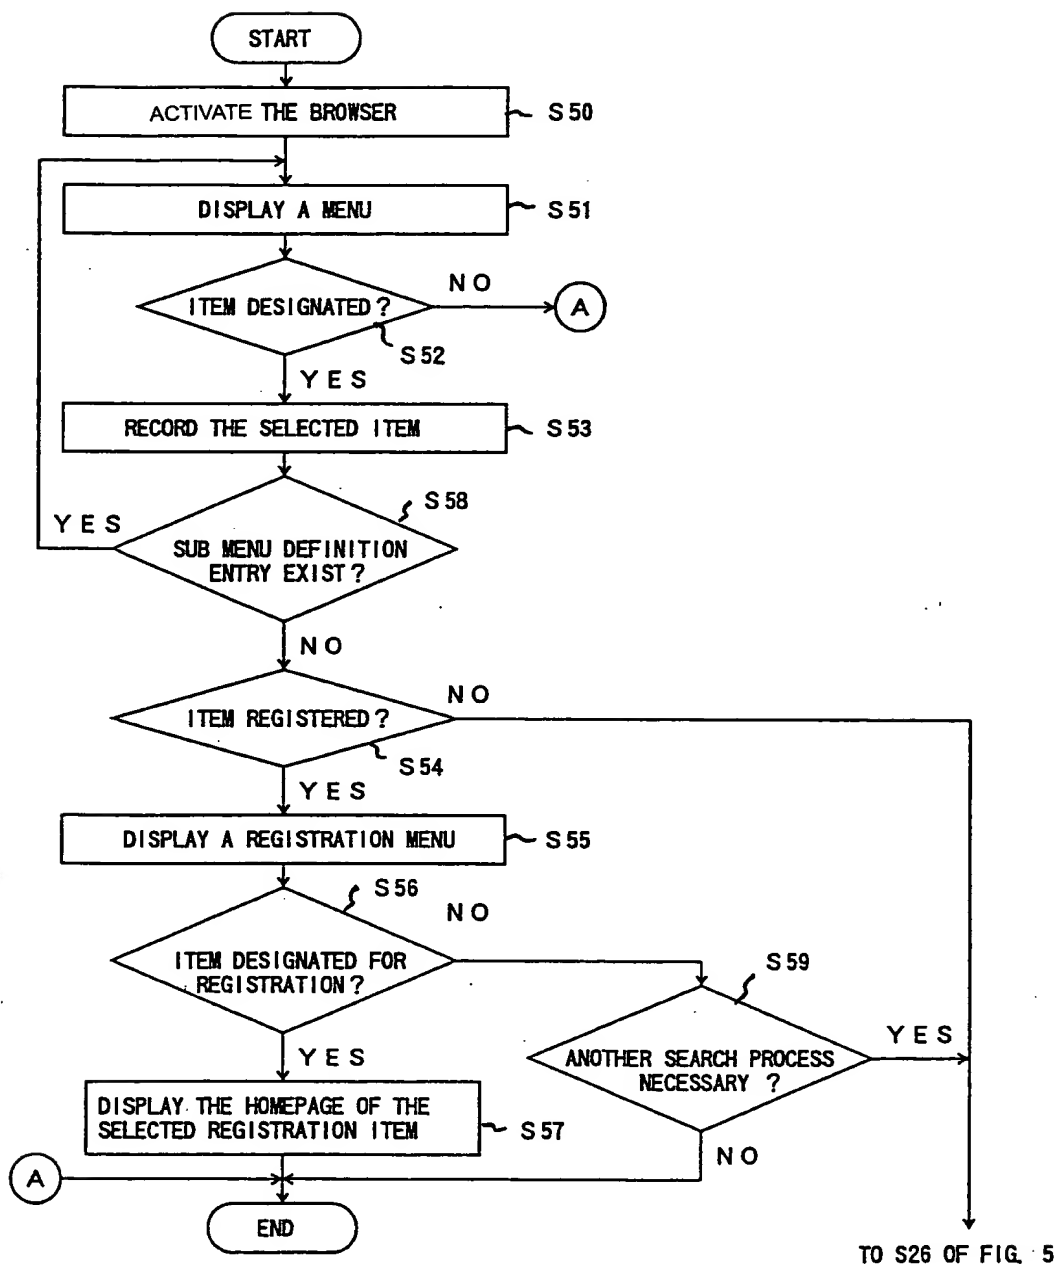 START
ACTIVATE THE BROWSER
S50
DISPLAY A MENU
S51
ITEM DESIGNATED?
NO
A
S52
YES
RECORD THE SELECTED ITEM
S53
S58
YES
SUB MENU DEFINITION
ENTRY EXIST?
NO
ITEM REGISTERED?
NO
S54
YES
DISPLAY A REGISTRATION MENU
S55
S56
NO
ITEM DESIGNATED FOR
REGISTRATION?
S59
YES
ANOTHER SEARCH PROCESS
NECESSARY ?
YES
DISPLAY THE HOMEPAGE OF THE
SELECTED REGISTRATION ITEM
S57
NO
A
END
TO S26 OF FIG. 5